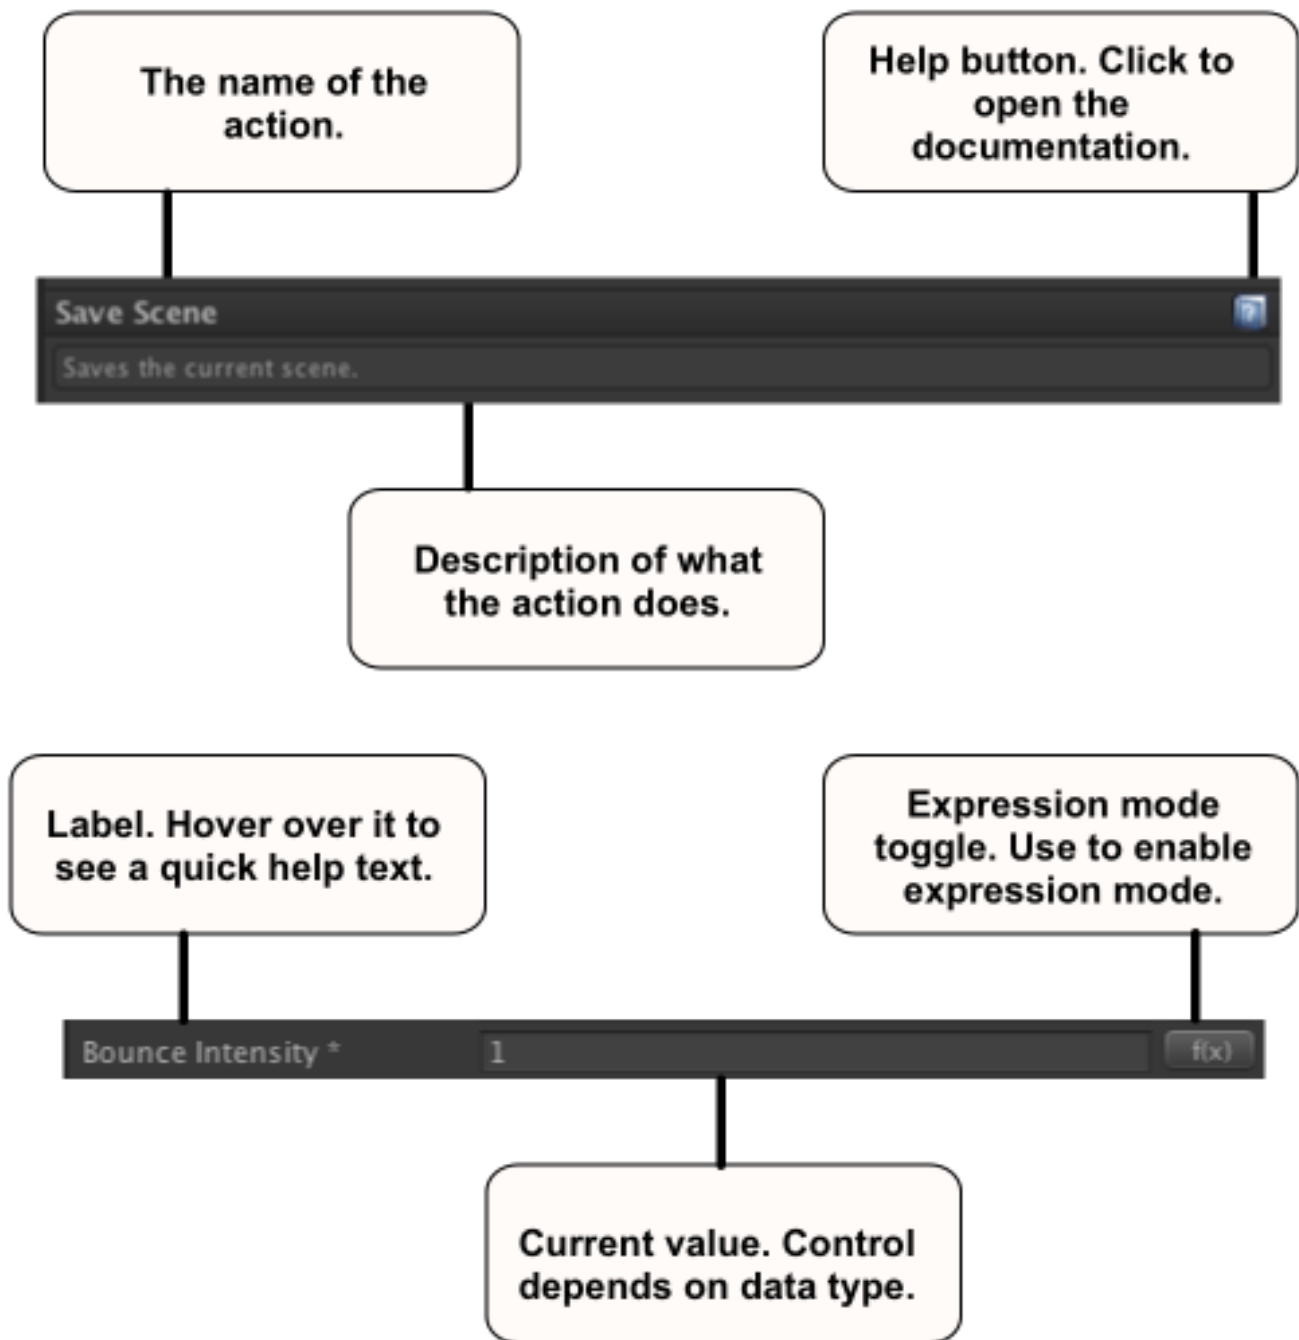 The name of the
action.
Help button. Click to
open the
documentation.
Save Scene
?
Saves the current scene.
Description of what
the action does.
Label. Hover over it to
see a quick help text.
Expression mode
toggle. Use to enable
expression mode.
Bounce Intensity *
1
f(x)
Current value. Control
depends on data type.